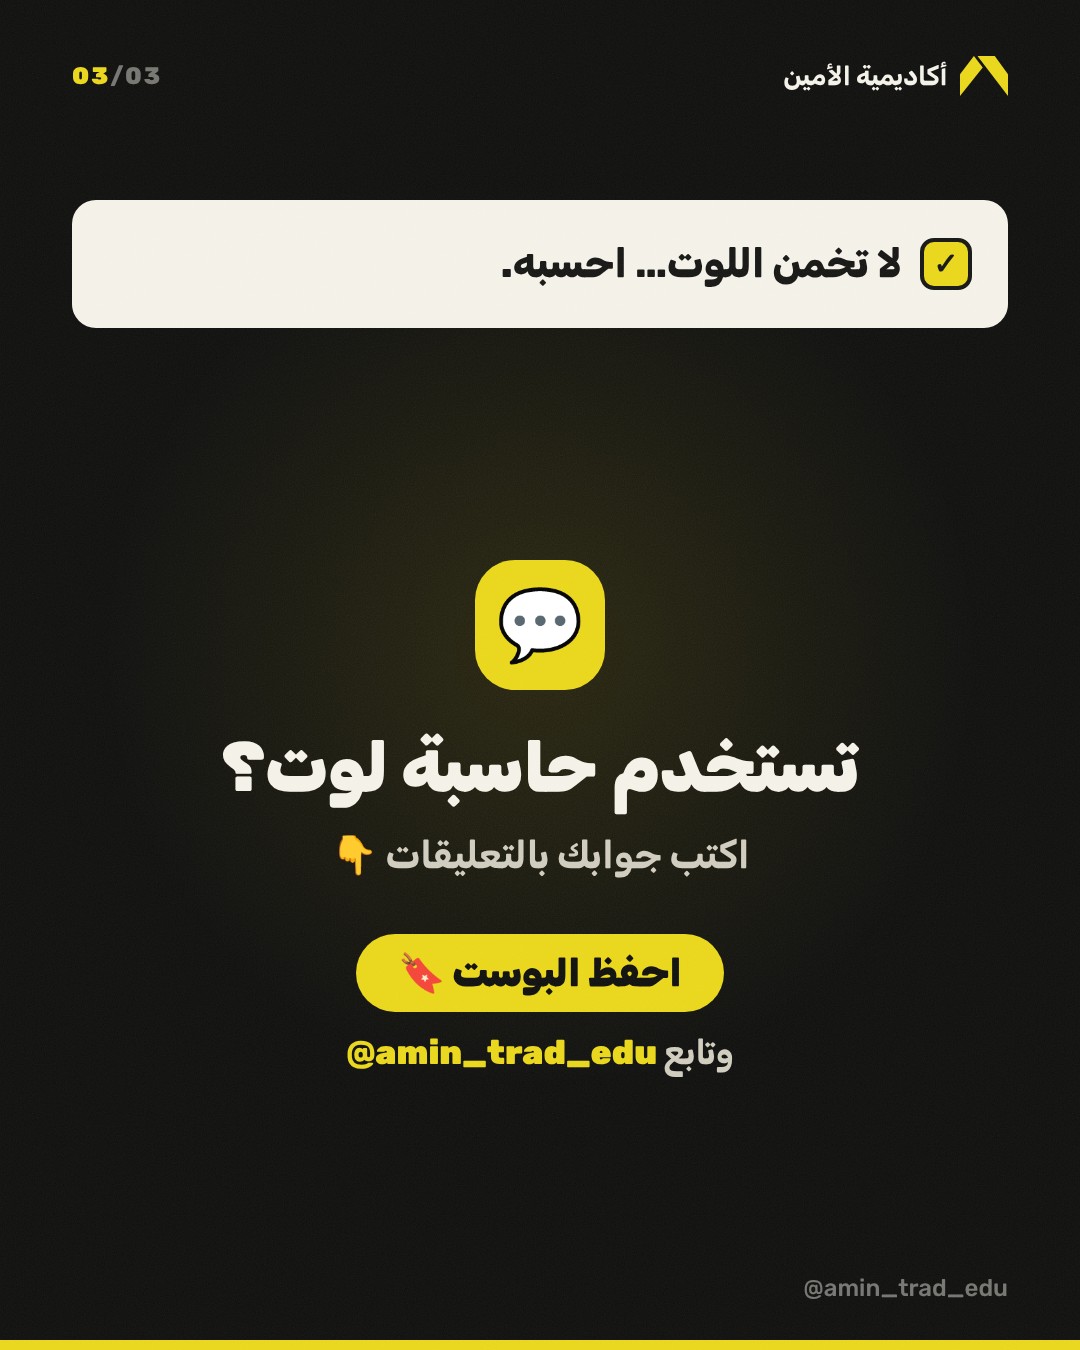 أكاديمية الأمين
03/03
✓ لا تخمن اللوت... احسبه.
تستخدم حاسبة لوت؟
اكتب جوابك بالتعليقات 👇
احفظ البوست 🔖
وتابع @amin_trad_edu
@amin_trad_edu